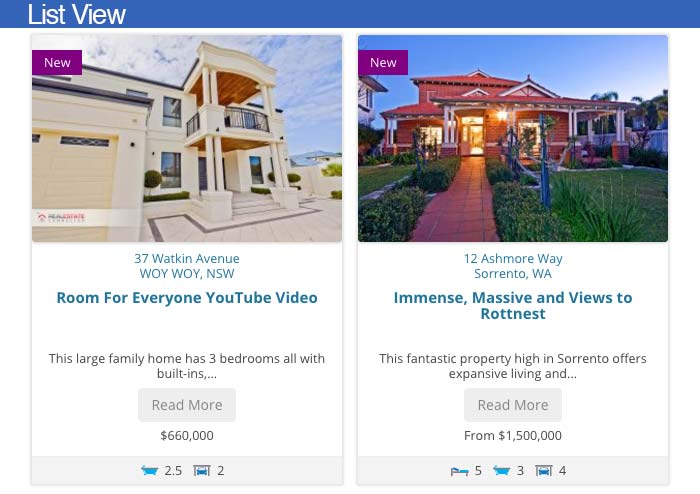 List View
New
37 Watkin Avenue
WOY WOY, NSW
Room For Everyone YouTube Video
This large family home has 3 bedrooms all with
built-ins,...
Read More
$660,000
2.5 2
New
12 Ashmore Way
Sorrento, WA
Immense, Massive and Views to
Rottnest
This fantastic property high in Sorrento offers
expansive living and...
Read More
From $1,500,000
5 3 4